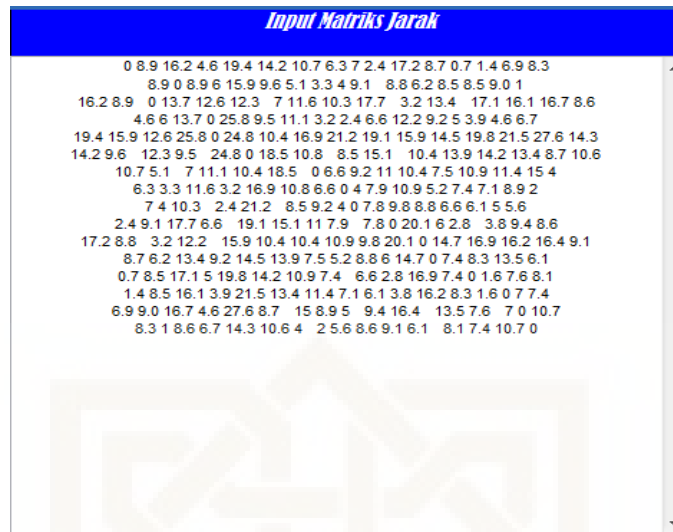 Input Matriks Jarak
0 8.9 16.2 4.6 19.4 14.2 10.7 6.3 7 2.4 17.2 8.7 0.7 1.4 6.9 8.3
8.9 0 8.9 6 15.9 9.6 5.1 3.3 4 9.1 8.8 6.2 8.5 8.5 9.0 1
16.2 8.9 0 13.7 12.6 12.3 7 11.6 10.3 17.7 3.2 13.4 17.1 16.1 16.7 8.6
4.6 6 13.7 0 25.8 9.5 11.1 3.2 2.4 6.6 12.2 9.2 5 3.9 4.6 6.7
19.4 15.9 12.6 25.8 0 24.8 10.4 16.9 21.2 19.1 15.9 14.5 19.8 21.5 27.6 14.3
14.2 9.6 12.3 9.5 24.8 0 18.5 10.8 8.5 15.1 10.4 13.9 14.2 13.4 8.7 10.6
10.7 5.1 7 11.1 10.4 18.5 0 6.6 9.2 11 10.4 7.5 10.9 11.4 15 4
6.3 3.3 11.6 3.2 16.9 10.8 6.6 0 4 7.9 10.9 5.2 7.4 7.1 8.9 2
7 4 10.3 2.4 21.2 8.5 9.2 4 0 7.8 9.8 8.8 6.6 6.1 5 5.6
2.4 9.1 17.7 6.6 19.1 15.1 11 7.9 7.8 0 20.1 6 2.8 3.8 9.4 8.6
17.2 8.8 3.2 12.2 15.9 10.4 10.4 10.9 9.8 20.1 0 14.7 16.9 16.2 16.4 9.1
8.7 6.2 13.4 9.2 14.5 13.9 7.5 5.2 8.8 6 14.7 0 7.4 8.3 13.5 6.1
0.7 8.5 17.1 5 19.8 14.2 10.9 7.4 6.6 2.8 16.9 7.4 0 1.6 7.6 8.1
1.4 8.5 16.1 3.9 21.5 13.4 11.4 7.1 6.1 3.8 16.2 8.3 1.6 0 7 7.4
6.9 9.0 16.7 4.6 27.6 8.7 15 8.9 5 9.4 16.4 13.5 7.6 7 0 10.7
8.3 1 8.6 6.7 14.3 10.6 4 2 5.6 8.6 9.1 6.1 8.1 7.4 10.7 0